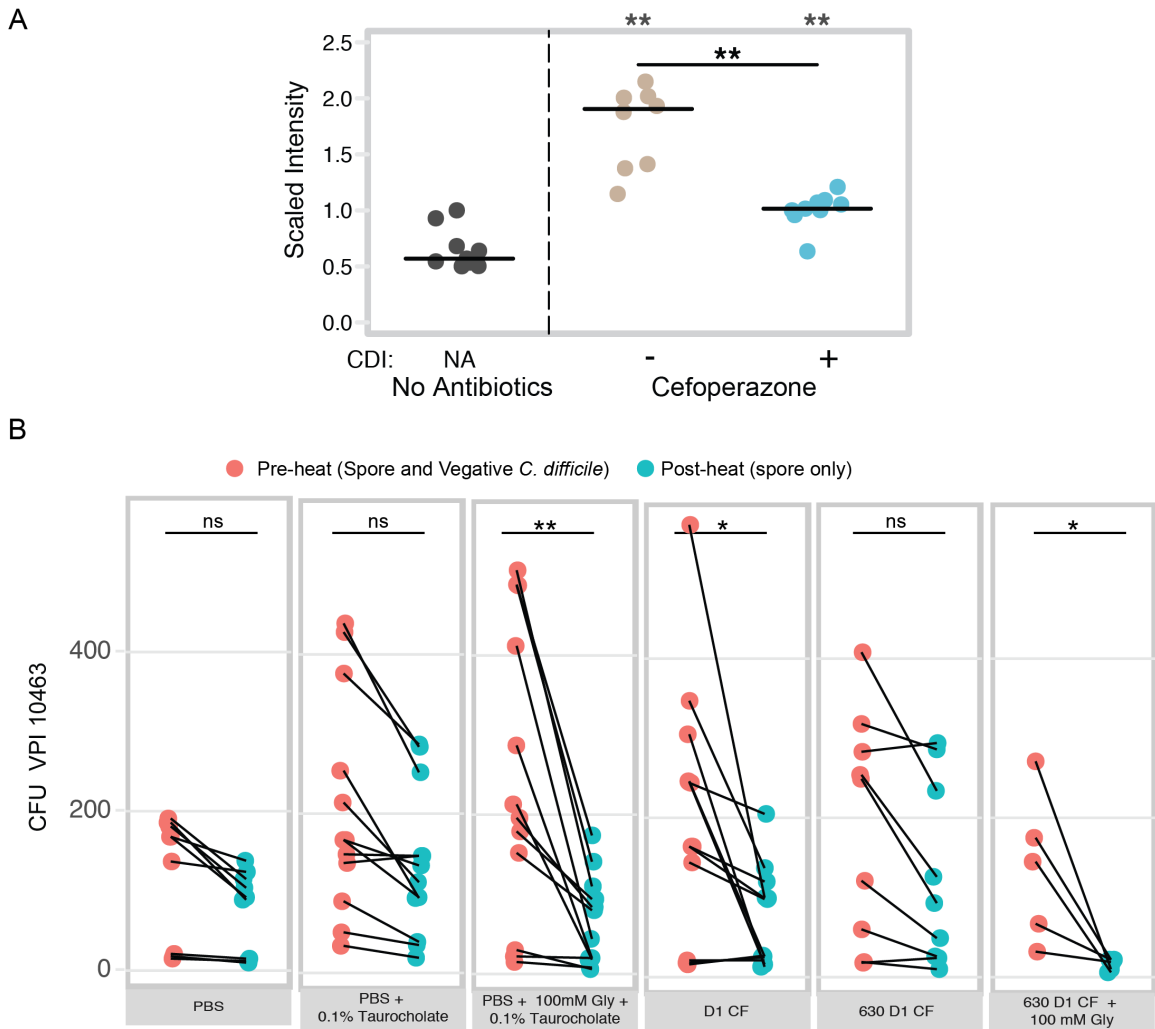 A
** **
**
2.5
2.0
1.5
1.0
0.5
0.0
Scaled Intensity
CDI: NA - +
No Antibiotics Cefoperazone
B
Pre-heat (Spore and Vegative C. difficile) Post-heat (spore only)
ns ns ** * ns *
400
200
0
CFU VPI 10463
PBS
PBS +
0.1% Taurocholate
PBS + 100mM Gly +
0.1% Taurocholate
D1 CF
630 D1 CF
630 D1 CF +
100 mM Gly